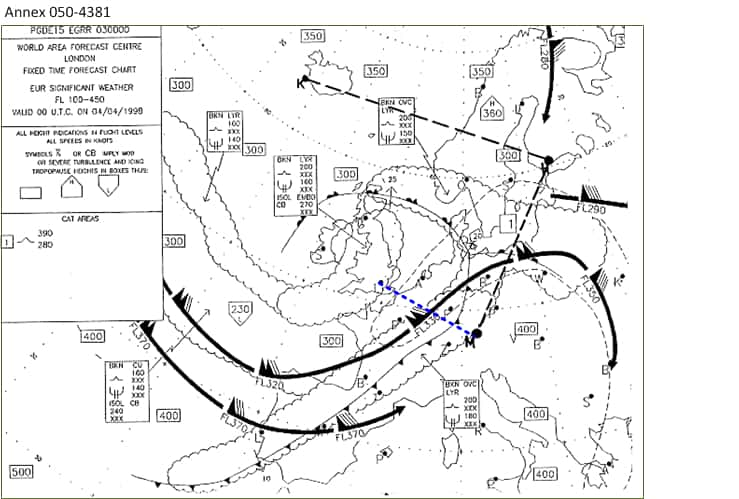 Annex 050-4381
PGDE15 EGRR 030000
WORLD AREA FORECAST CENTRE
LONDON
FIXED TIME FORECAST CHART
EUR SIGNIFICANT WEATHER
FL 100-450
VALID 00 U.T.C. ON 04/04/1998
ALL HEIGHT INDICATIONS IN FLIGHT LEVELS
ALL SPEEDS IN KNOTS
SYMBOLS OR CB IMPLY MOD
OR SEVERE TURBULENCE AND ICING
TROPOPAUSE HEIGHTS IN BOXES THUS:
H
L
CAT AREAS
1
390
280
350
FL280
300
K
350
350
H
360
BKN LYR
160
XXX
140
XXX
300
BKN OVC
LYR
200
XXX
150
XXX
300
BKN LYR
200
XXX
160
XXX
ISOL EMBD
CB 270
XXX
300
25
1
20
FL290
300
230
L
W
K
FL350
400
FL370
300
FL320
M
400
B
BKN CU
160
XXX
140
XXX
ISOL CB
240
XXX
400
FL370
FL370
B
BKN OVC
LYR
200
XXX
180
XXX
B
S
400
R
L
P
500
10
400